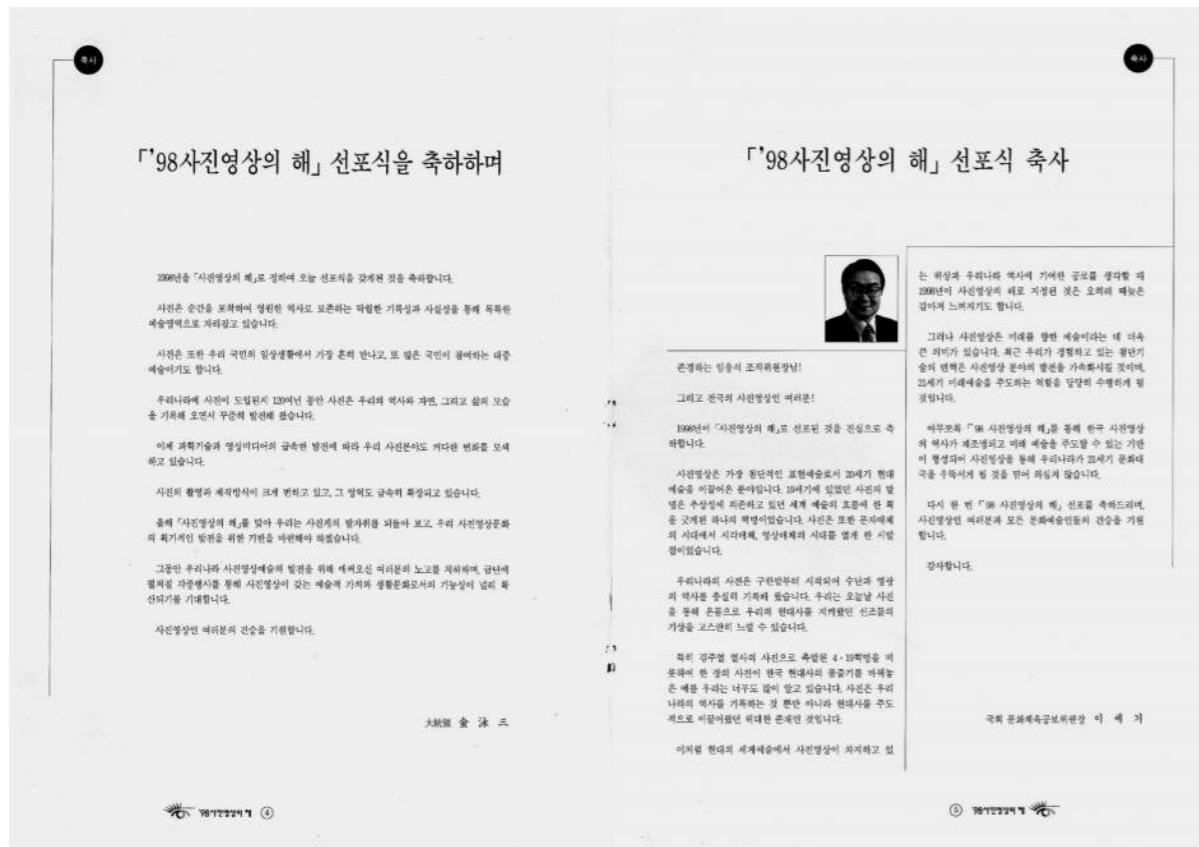 축사
「'98사진영상의 해」 선포식을 축하하며
1998년을 「사진영상의 해」로 정하여 오늘 선포식을 갖게된 것을 축하합니다.
사진은 순간을 포착하여 영원한 역사로 보존하는 탁월한 기록성과 사실성을 통해 독특한
예술영역으로 자리잡고 있습니다.
사진은 또한 우리 국민의 일상생활에서 가장 흔히 만나고, 또 많은 국민이 참여하는 대중
예술이기도 합니다.
우리나라에 사진이 도입된지 120여년 동안 사진은 우리의 역사와 자연, 그리고 삶의 모습
을 기록해 오면서 꾸준히 발전해 왔습니다.
이제 과학기술과 영상미디어의 급속한 발전에 따라 우리 사진분야도 커다란 변화를 모색
하고 있습니다.
사진의 촬영과 제작방식이 크게 변하고 있고, 그 영역도 급속히 확장되고 있습니다.
올해 「사진영상의 해」를 맞아 우리는 사진계의 발자취를 되돌아 보고, 우리 사진영상문화
의 획기적인 발전을 위한 기반을 마련해야 하겠습니다.
그동안 우리나라 사진영상예술의 발전을 위해 애써오신 여러분의 노고를 치하하며, 금년에
펼쳐질 각종행사를 통해 사진영상이 갖는 예술적 가치와 생활문화로서의 기능성이 널리 확
산되기를 기대합니다.
사진영상인 여러분의 건승을 기원합니다.
大統領 金 泳 三
'98사진영상의 해 4
축사
「'98사진영상의 해」 선포식 축사
존경하는 임응식 조직위원장님!
그리고 전국의 사진영상인 여러분!
1998년이 「사진영상의 해」로 선포된 것을 진심으로 축
하합니다.
사진영상은 가장 첨단적인 표현예술로서 20세기 현대
예술을 이끌어온 분야입니다. 19세기에 있었던 사진의 발
명은 추상성에 의존하고 있던 세계 예술의 흐름에 한 획
을 긋게된 하나의 혁명이었습니다. 사진은 또한 문자매체
의 시대에서 시각매체, 영상매체의 시대를 열게 한 시발
점이었습니다.
우리나라의 사진은 구한말부터 시작되어 수난과 영광
의 역사를 충실히 기록해 왔습니다. 우리는 오늘날 사진
을 통해 온몸으로 우리의 현대사를 지켜왔던 선조들의
기상을 고스란히 느낄 수 있습니다.
특히 김주열 열사의 사진으로 촉발된 4·19혁명을 비
롯하여 한 장의 사진이 한국 현대사의 물줄기를 바꿔놓
은 예를 우리는 너무도 많이 알고 있습니다. 사진은 우리
나라의 역사를 기록하는 것 뿐만 아니라 현대사를 주도
적으로 이끌어왔던 위대한 존재인 것입니다.
이처럼 현대의 세계예술에서 사진영상이 차지하고 있
는 위상과 우리나라 역사에 기여한 공로를 생각할 때
1998년이 사진영상의 해로 지정된 것은 오히려 때늦은
감마저 느껴지기도 합니다.
그러나 사진영상은 미래를 향한 예술이라는 데 더욱
큰 의미가 있습니다. 최근 우리가 경험하고 있는 첨단기
술의 변혁은 사진영상 분야의 발전을 가속화시킬 것이며,
21세기 미래예술을 주도하는 역할을 당당히 수행하게 될
것입니다.
아무쪼록 「'98 사진영상의 해」를 통해 한국 사진영상
의 역사가 재조명되고 미래 예술을 주도할 수 있는 기반
이 형성되어 사진영상을 통해 우리나라가 21세기 문화대
국을 우뚝서게 될 것을 믿어 의심치 않습니다.
다시 한 번 「'98 사진영상의 해」 선포를 축하드리며,
사진영상인 여러분과 모든 문화예술인들의 건승을 기원
합니다.
감사합니다.
국회 문화체육공보위원장 이 세 기
5 '98사진영상의 해